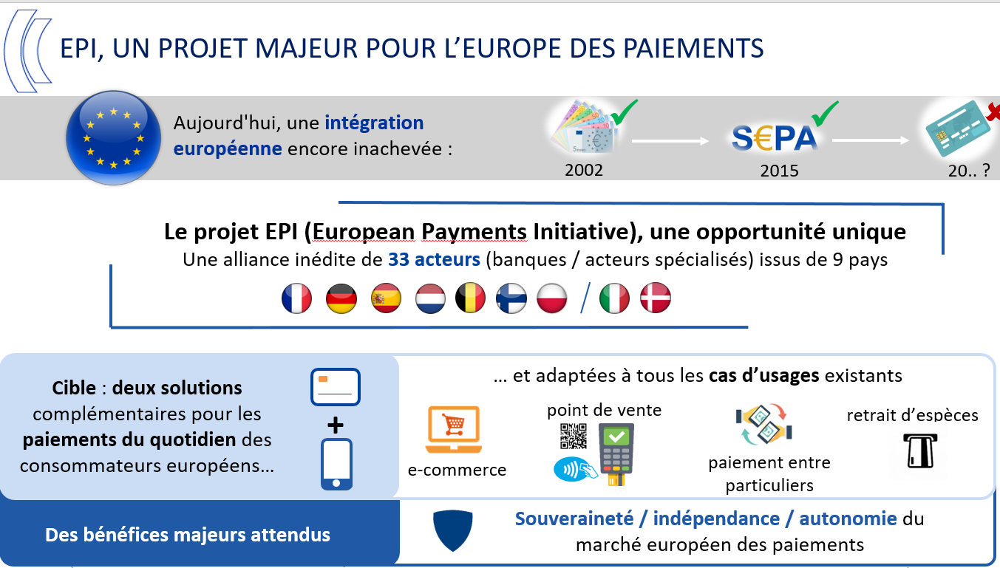 EPI, UN PROJET MAJEUR POUR L’EUROPE DES PAIEMENTS
Aujourd'hui, une intégration
européenne encore inachevée :
2002
S€PA
2015
20.. ?
Le projet EPI (European Payments Initiative), une opportunité unique
Une alliance inédite de 33 acteurs (banques / acteurs spécialisés) issus de 9 pays
Cible : deux solutions
complémentaires pour les
paiements du quotidien des
consommateurs européens…
+
… et adaptées à tous les cas d’usages existants
e-commerce
point de vente
paiement entre
particuliers
retrait d’espèces
Des bénéfices majeurs attendus
Souveraineté / indépendance / autonomie du
marché européen des paiements